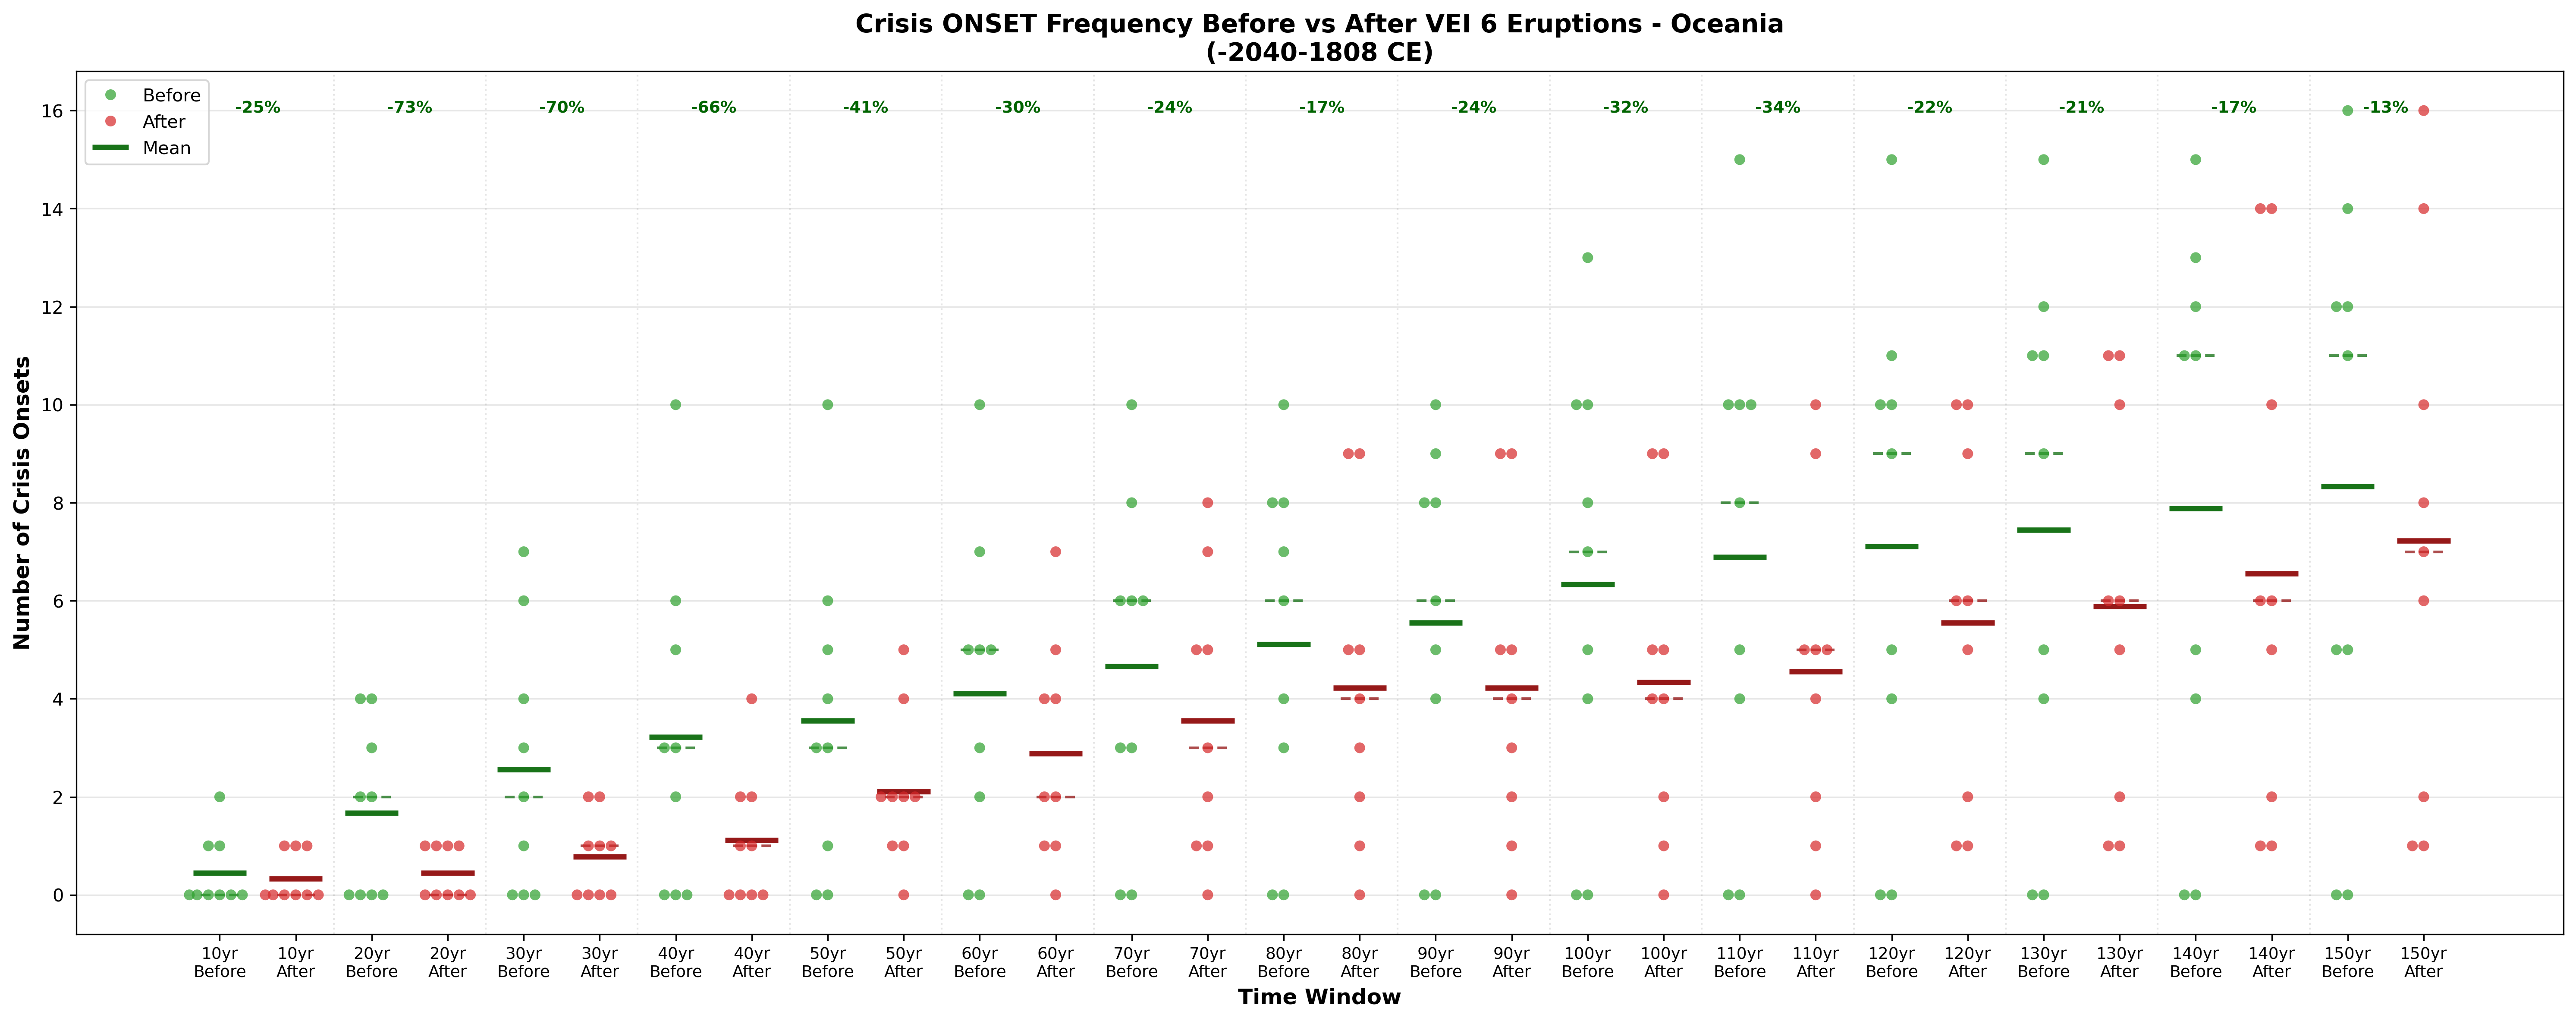 Crisis ONSET Frequency Before vs After VEI 6 Eruptions - Oceania
(-2040-1808 CE)
Before
After
Mean
-25% -73% -70% -66% -41% -30% -24% -17% -24% -32% -34% -22% -21% -17% -13%
Number of Crisis Onsets
16
14
12
10
8
6
4
2
0
10yr 10yr 20yr 20yr 30yr 30yr 40yr 40yr 50yr 50yr 60yr 60yr 70yr 70yr 80yr 80yr 90yr 90yr 100yr 100yr 110yr 110yr 120yr 120yr 130yr 130yr 140yr 140yr 150yr 150yr
Before After Before After Before After Before After Before After Before After Before After Before After Before After Before After Before After Before After Before After Before After Before After
Time Window